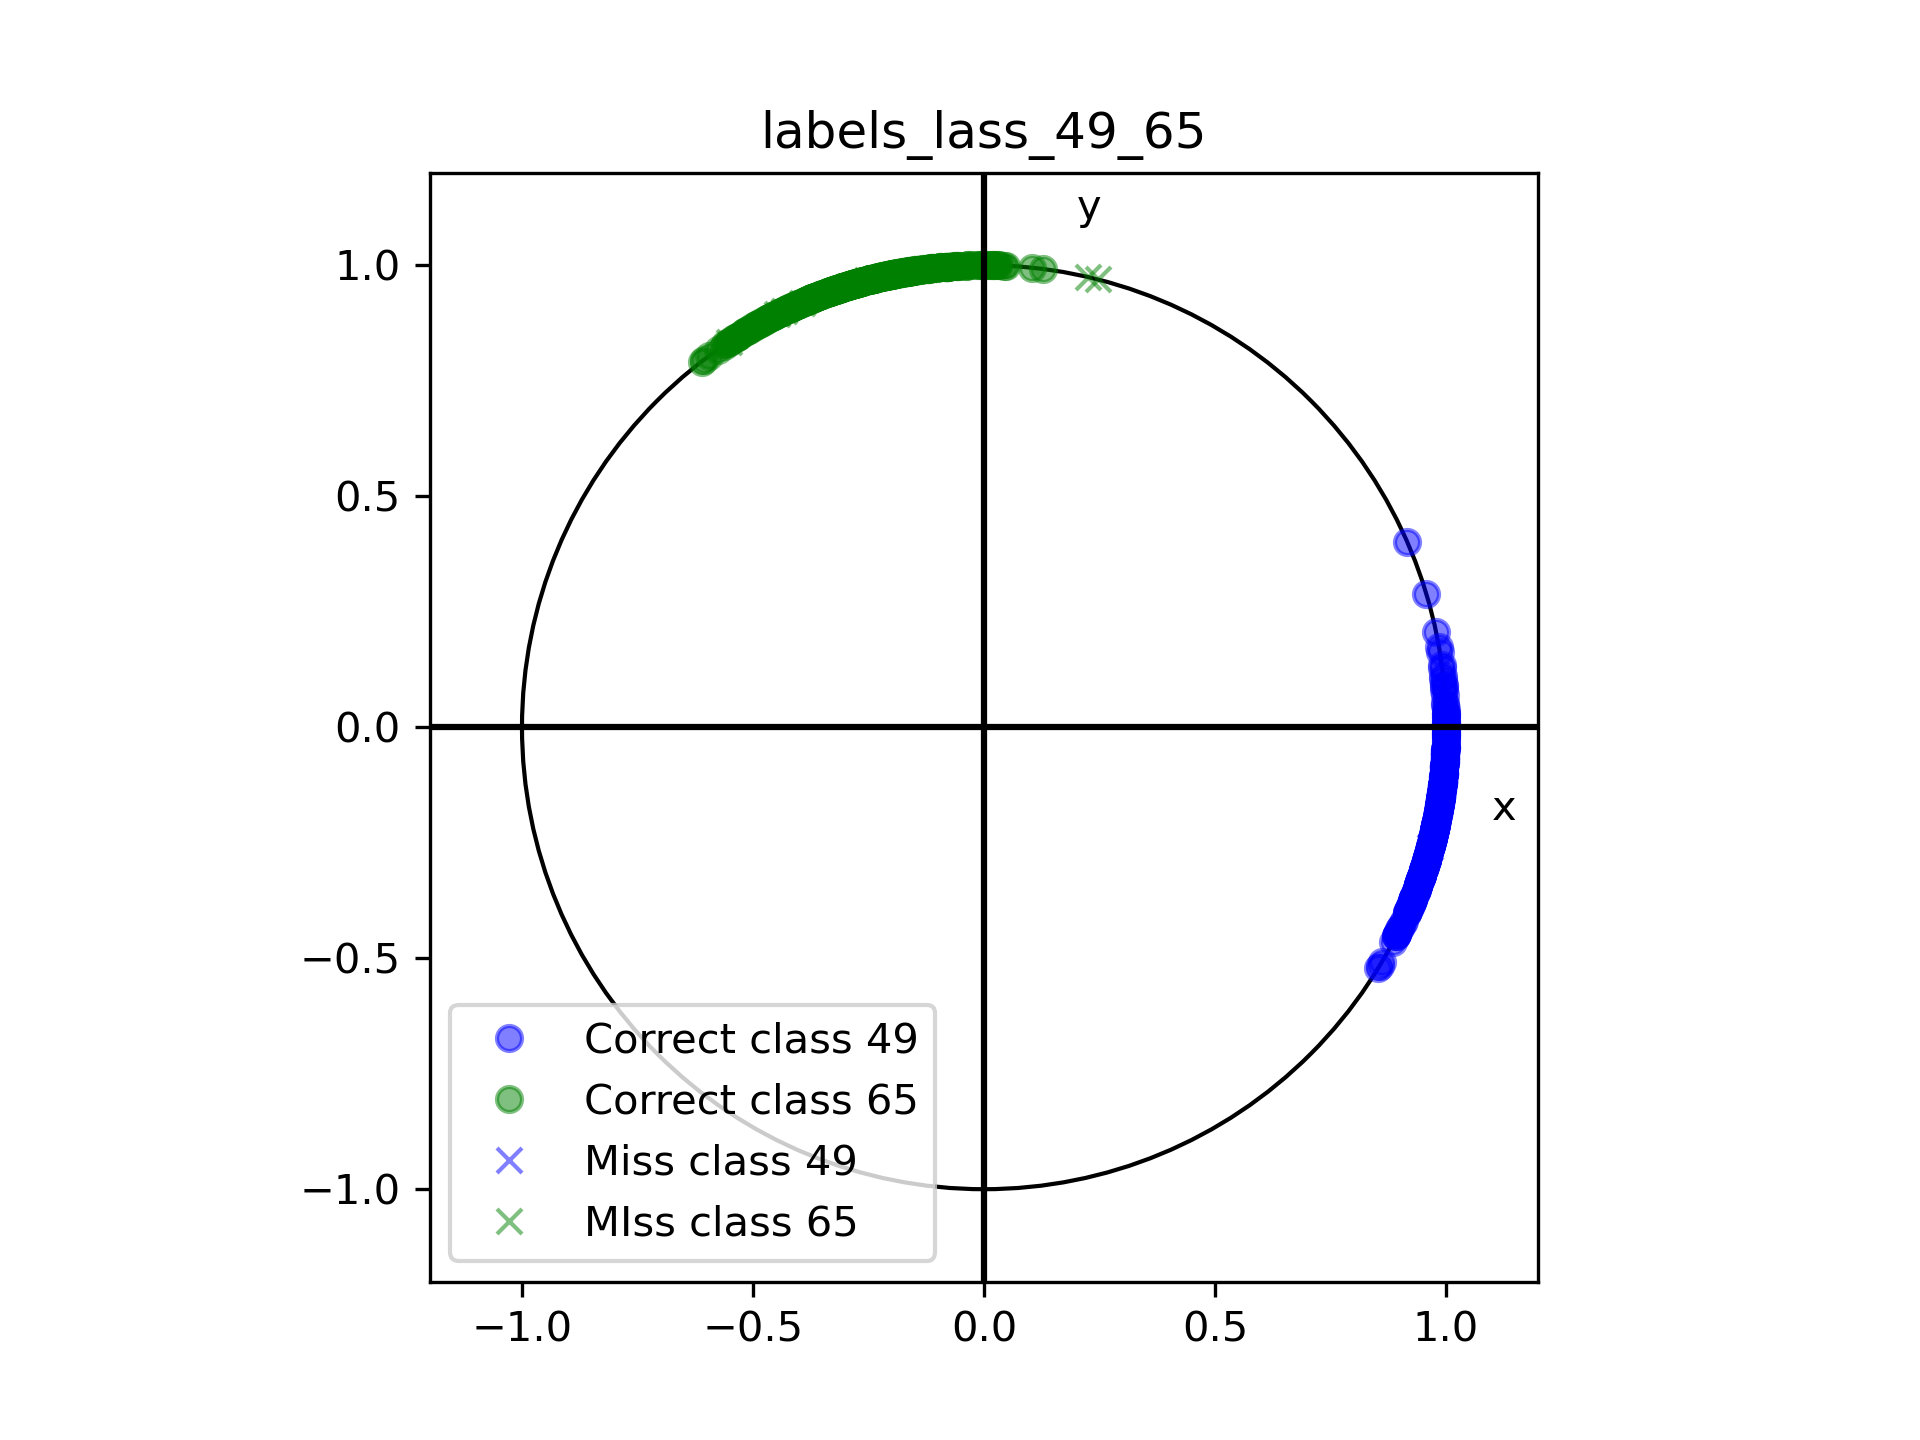 labels_lass_49_65
y
1.0
0.5
0.0
x
−0.5
−1.0
Correct class 49
Correct class 65
Miss class 49
MIss class 65
−1.0 −0.5 0.0 0.5 1.0